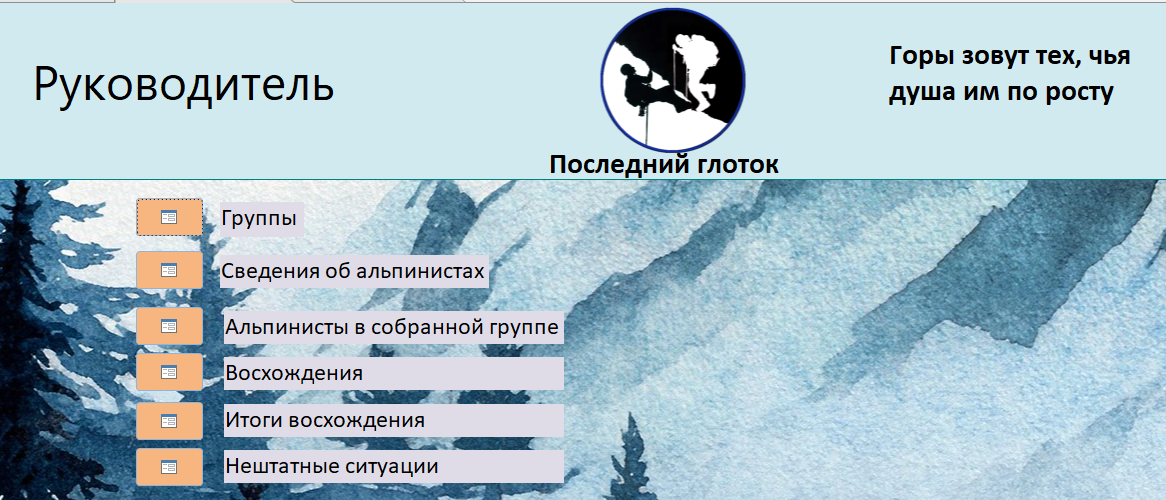 Руководитель
Последний глоток
Горы зовут тех, чья
душа им по росту
Группы
Сведения об альпинистах
Альпинисты в собранной группе
Восхождения
Итоги восхождения
Нештатные ситуации